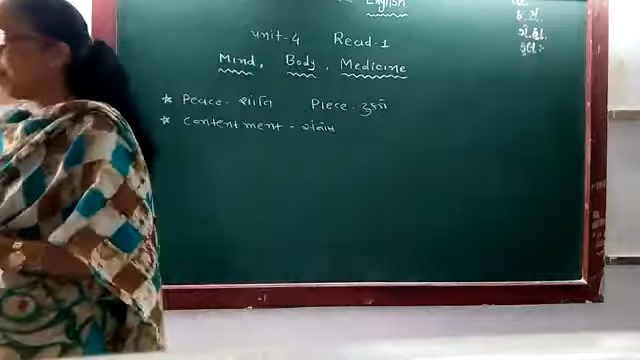 English
Unit-4 Read-1
Mind, Body, Medicine
* Peace - શાંતિ Piece - ટુકડો
* Contentment - સંતોષ